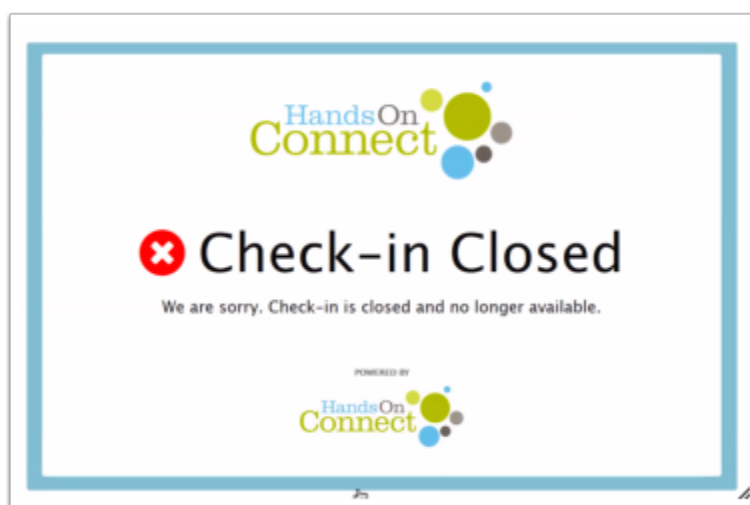 HandsOn
Connect
Check-in Closed
We are sorry. Check-in is closed and no longer available.
POWERED BY
HandsOn
Connect